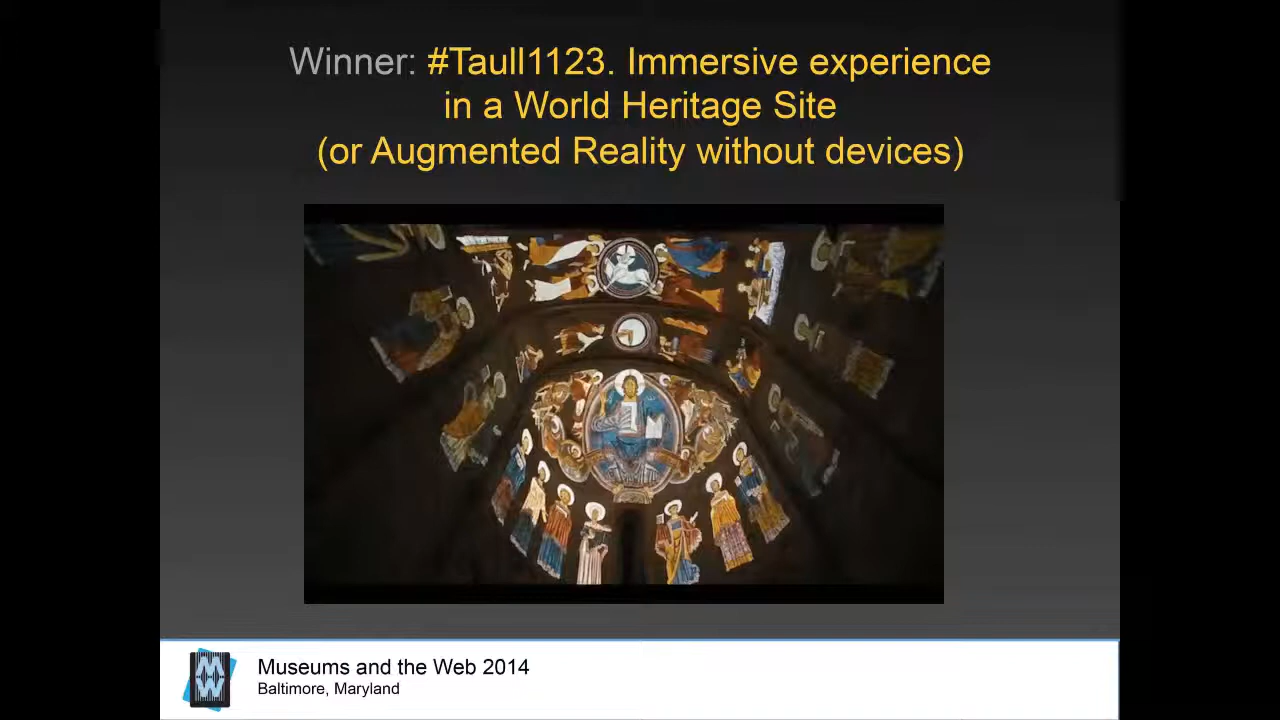 Winner: #Taull1123. Immersive experience
in a World Heritage Site
(or Augmented Reality without devices)
MW
Museums and the Web 2014
Baltimore, Maryland